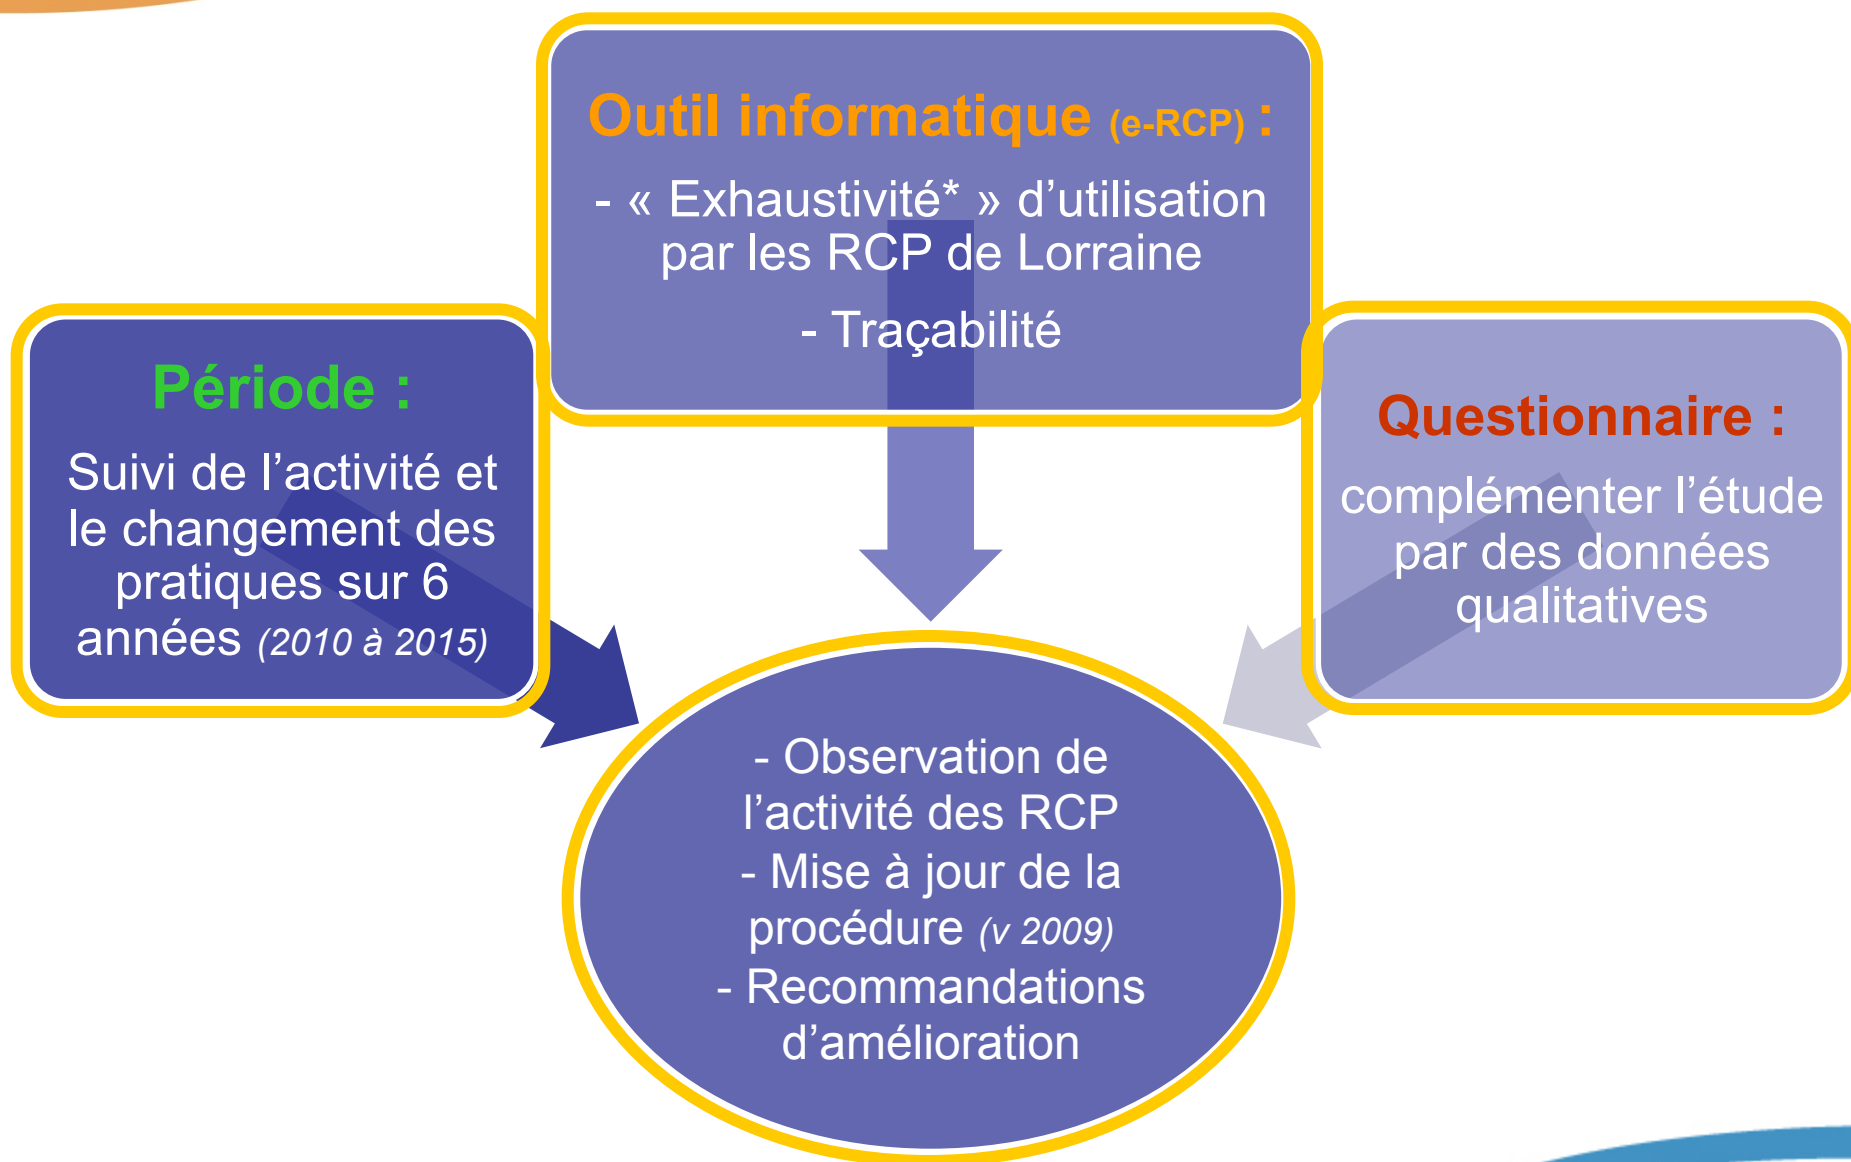 Outil informatique (e-RCP) :
- « Exhaustivité* » d’utilisation
par les RCP de Lorraine
- Traçabilité
Période :
Suivi de l’activité et
le changement des
pratiques sur 6
années (2010 à 2015)
Questionnaire :
complémenter l’étude
par des données
qualitatives
- Observation de
l’activité des RCP
- Mise à jour de la
procédure (v 2009)
- Recommandations
d’amélioration